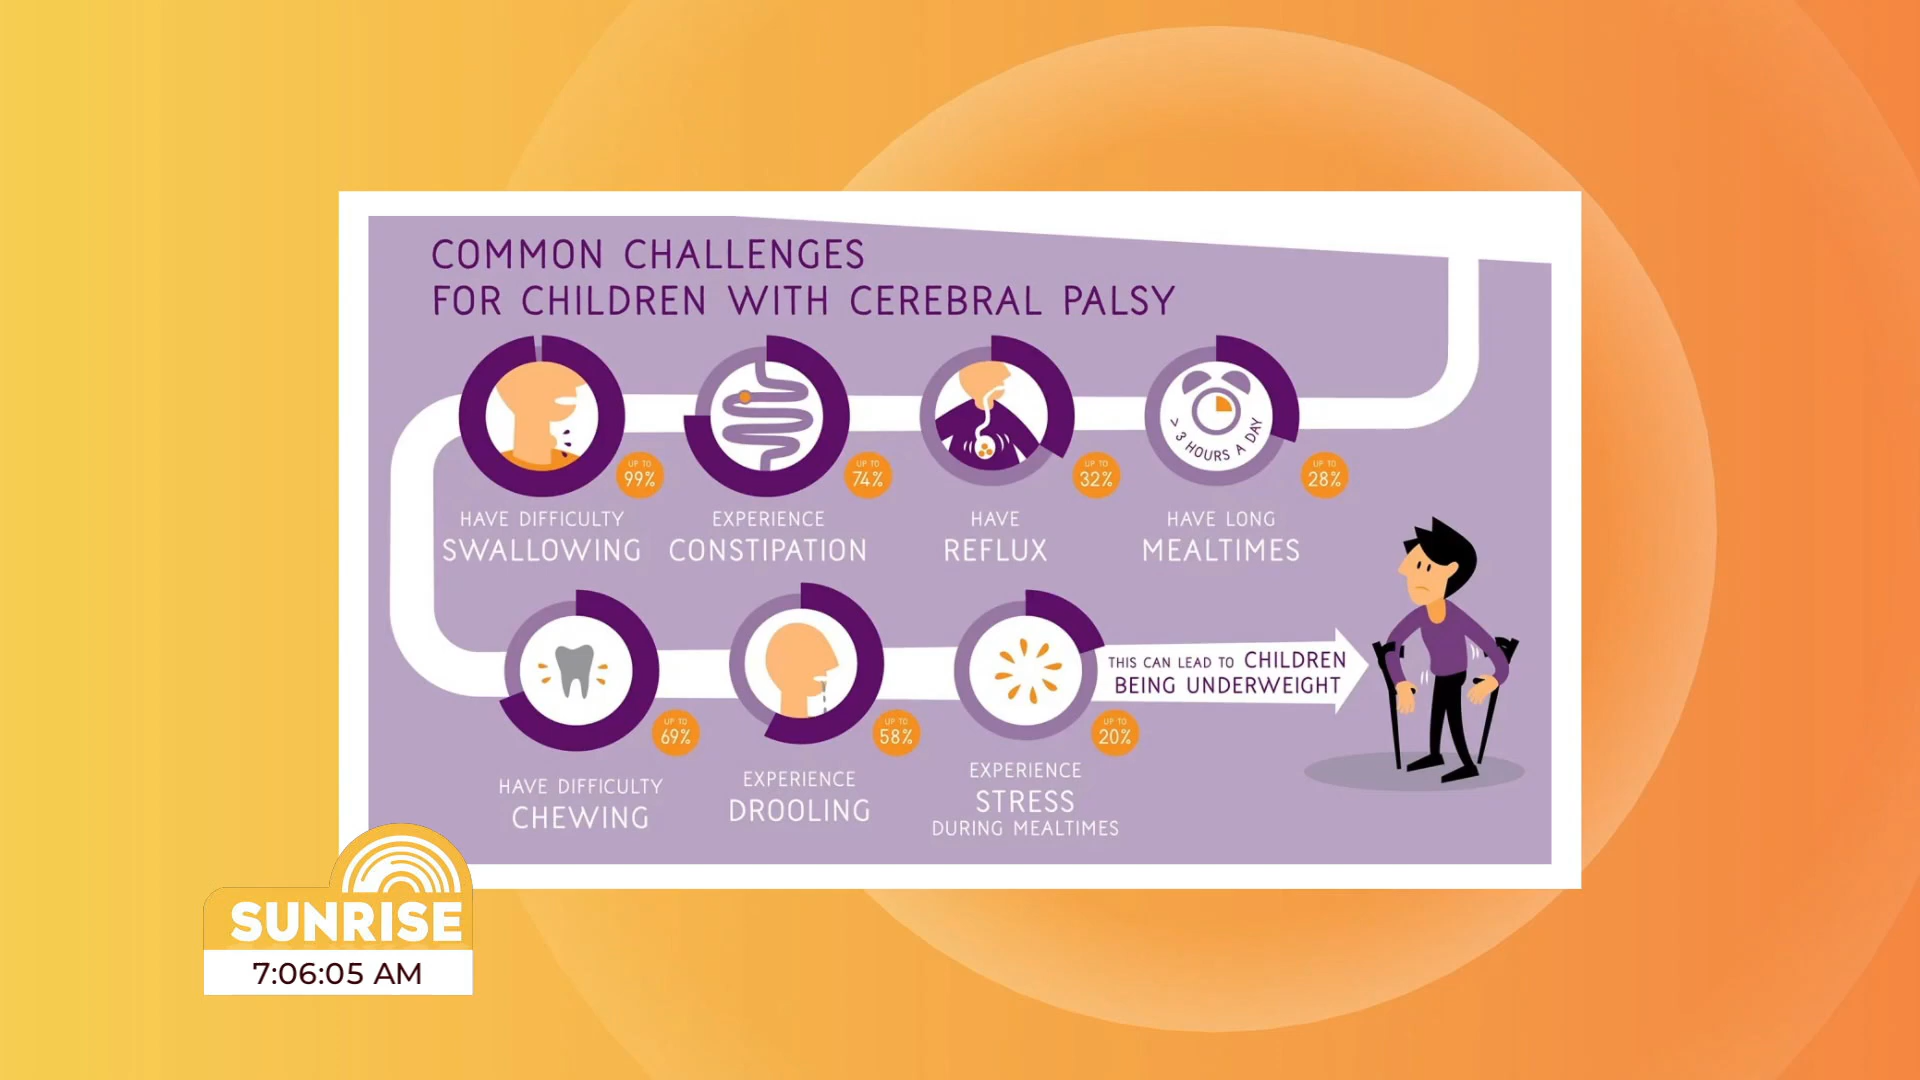 COMMON CHALLENGES
FOR CHILDREN WITH CEREBRAL PALSY
UP TO
99%
HAVE DIFFICULTY
SWALLOWING
UP TO
74%
EXPERIENCE
CONSTIPATION
UP TO
32%
HAVE
REFLUX
> 3 HOURS A DAY
UP TO
28%
HAVE LONG
MEALTIMES
UP TO
69%
HAVE DIFFICULTY
CHEWING
UP TO
58%
EXPERIENCE
DROOLING
UP TO
20%
EXPERIENCE
STRESS
DURING MEALTIMES
THIS CAN LEAD TO CHILDREN
BEING UNDERWEIGHT
SUNRISE
7:06:05 AM